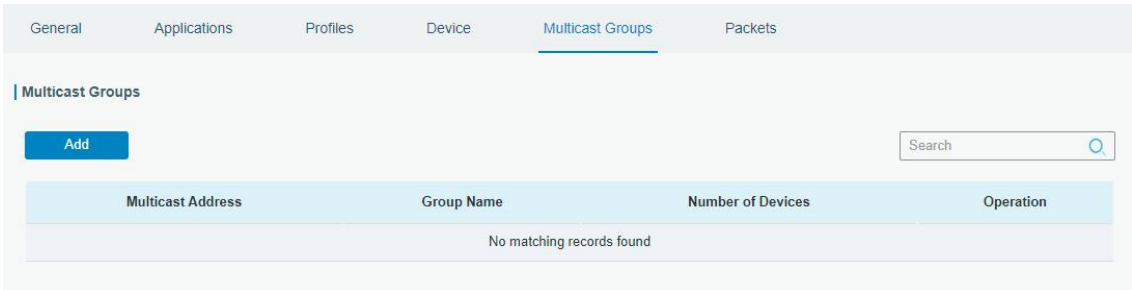 General Applications Profiles Device Multicast Groups Packets
Multicast Groups
Add Search
Multicast Address Group Name Number of Devices Operation
No matching records found